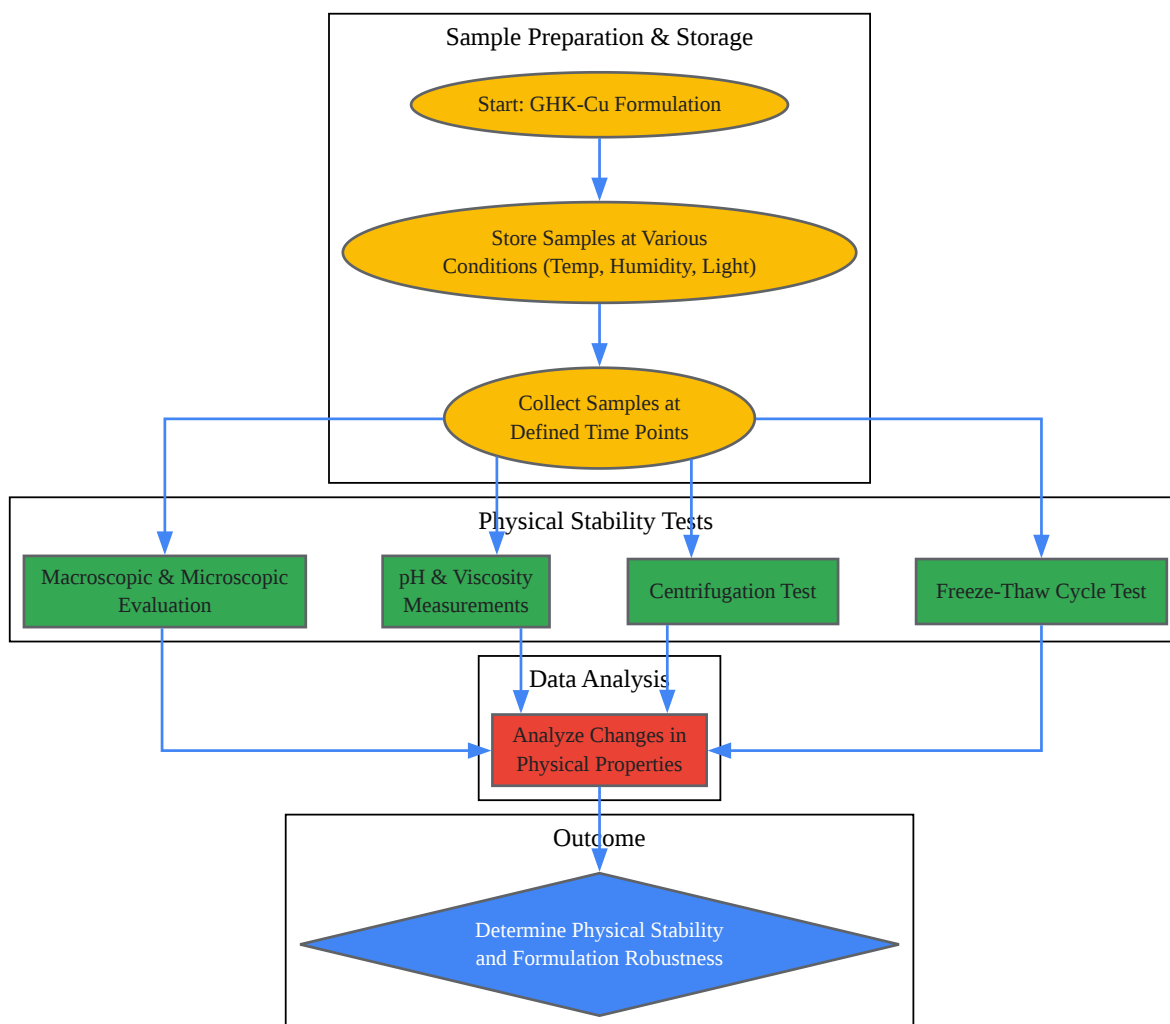 Sample Preparation & Storage
Start: GHK-Cu Formulation
Store Samples at Various
Conditions (Temp, Humidity, Light)
Collect Samples at
Defined Time Points
Physical Stability Tests
Macroscopic & Microscopic
Evaluation
pH & Viscosity
Measurements
Centrifugation Test
Freeze-Thaw Cycle Test
Data Analysis
Analyze Changes in
Physical Properties
Outcome
Determine Physical Stability
and Formulation Robustness